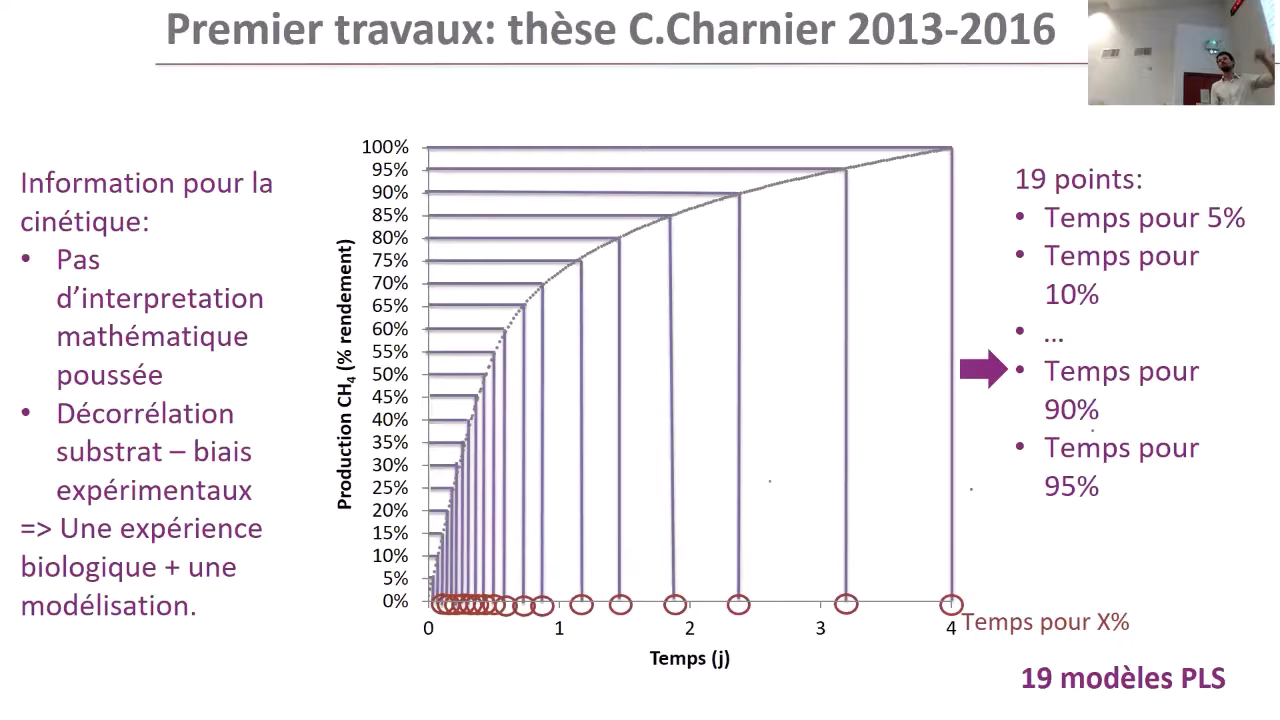 Premier travaux: thèse C.Charnier 2013-2016
Information pour la
cinétique:
• Pas
d’interpretation
mathématique
poussée
• Décorrélation
substrat – biais
expérimentaux
=> Une expérience
biologique + une
modélisation.
Production CH₄ (% rendement)
100%
95%
90%
85%
80%
75%
70%
65%
60%
55%
50%
45%
40%
35%
30%
25%
20%
15%
10%
5%
0%
0 1 2 3 4
Temps (j)
Temps pour X%
19 points:
• Temps pour 5%
• Temps pour
10%
• ...
• Temps pour
90%
• Temps pour
95%
19 modèles PLS